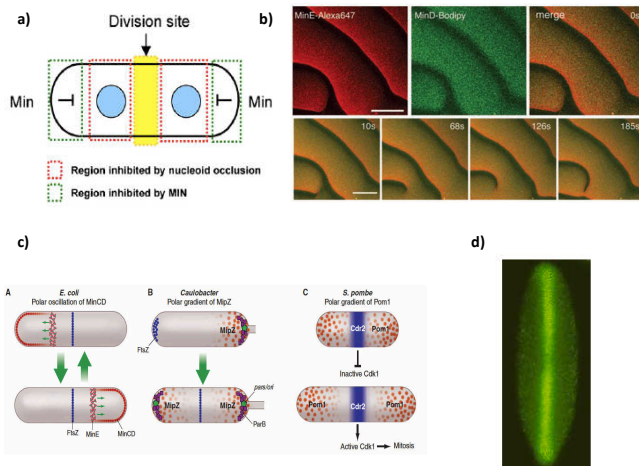 a)
Division site
Min
Min
Region inhibited by nucleoid occlusion
Region inhibited by MIN
b)
MinE-Alexa647
MinD-Bodipy
merge
0s
10s
68s
126s
185s
c)
A
E. coli
Polar oscillation of MinCD
FtsZ
MinE
MinCD
B
Caulobacter
Polar gradient of MipZ
FtsZ
MipZ
MipZ
MipZ
parS/ori
ParB
C
S. pombe
Polar gradient of Pom1
Cdr2
Pom1
Inactive Cdk1
Pom1
Cdr2
Pom1
Active Cdk1
Mitosis
d)